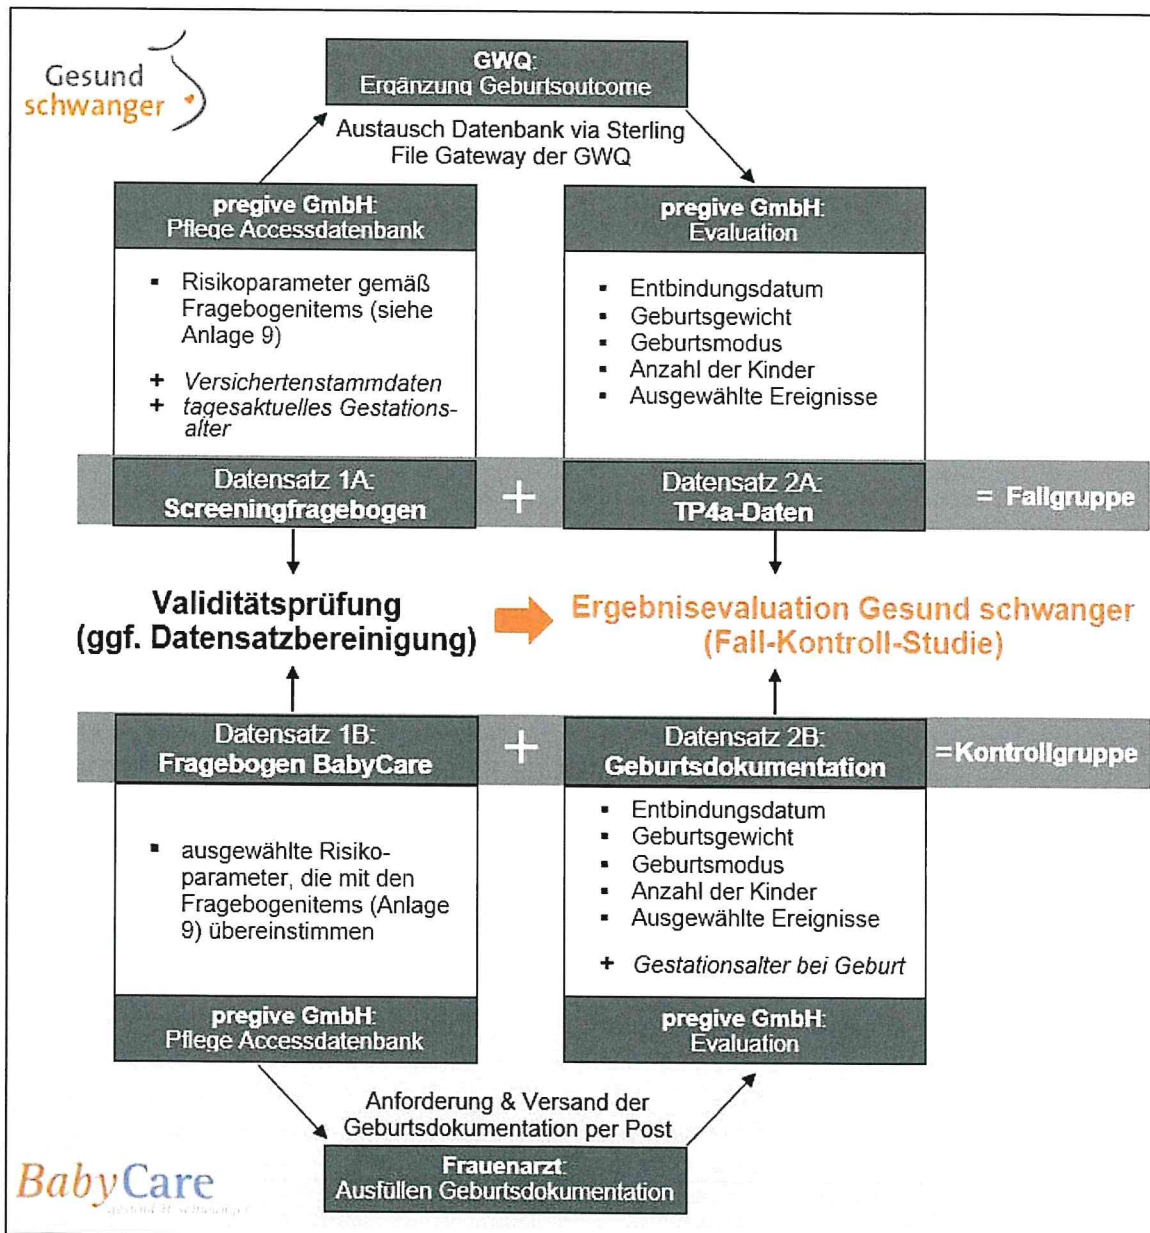 Gesund
schwanger
GWQ:
Ergänzung Geburtsoutcome
Austausch Datenbank via Sterling
File Gateway der GWQ
pregive GmbH:
Pflege Accessdatenbank
▪ Risikoparameter gemäß
Fragebogenitems (siehe
Anlage 9)
+ Versichertenstammdaten
+ tagesaktuelles Gestations-
alter
pregive GmbH:
Evaluation
▪ Entbindungsdatum
▪ Geburtsgewicht
▪ Geburtsmodus
▪ Anzahl der Kinder
▪ Ausgewählte Ereignisse
Datensatz 1A:
Screeningfragebogen
+
Datensatz 2A:
TP4a-Daten
= Fallgruppe
Validitätsprüfung
(ggf. Datensatzbereinigung)
Ergebnisevaluation Gesund schwanger
(Fall-Kontroll-Studie)
Datensatz 1B:
Fragebogen BabyCare
+
Datensatz 2B:
Geburtsdokumentation
=Kontrollgruppe
▪ ausgewählte Risiko-
parameter, die mit den
Fragebogenitems (Anlage
9) übereinstimmen
▪ Entbindungsdatum
▪ Geburtsgewicht
▪ Geburtsmodus
▪ Anzahl der Kinder
▪ Ausgewählte Ereignisse
+ Gestationsalter bei Geburt
pregive GmbH:
Pflege Accessdatenbank
pregive GmbH:
Evaluation
Anforderung & Versand der
Geburtsdokumentation per Post
Frauenarzt:
Ausfüllen Geburtsdokumentation
BabyCare